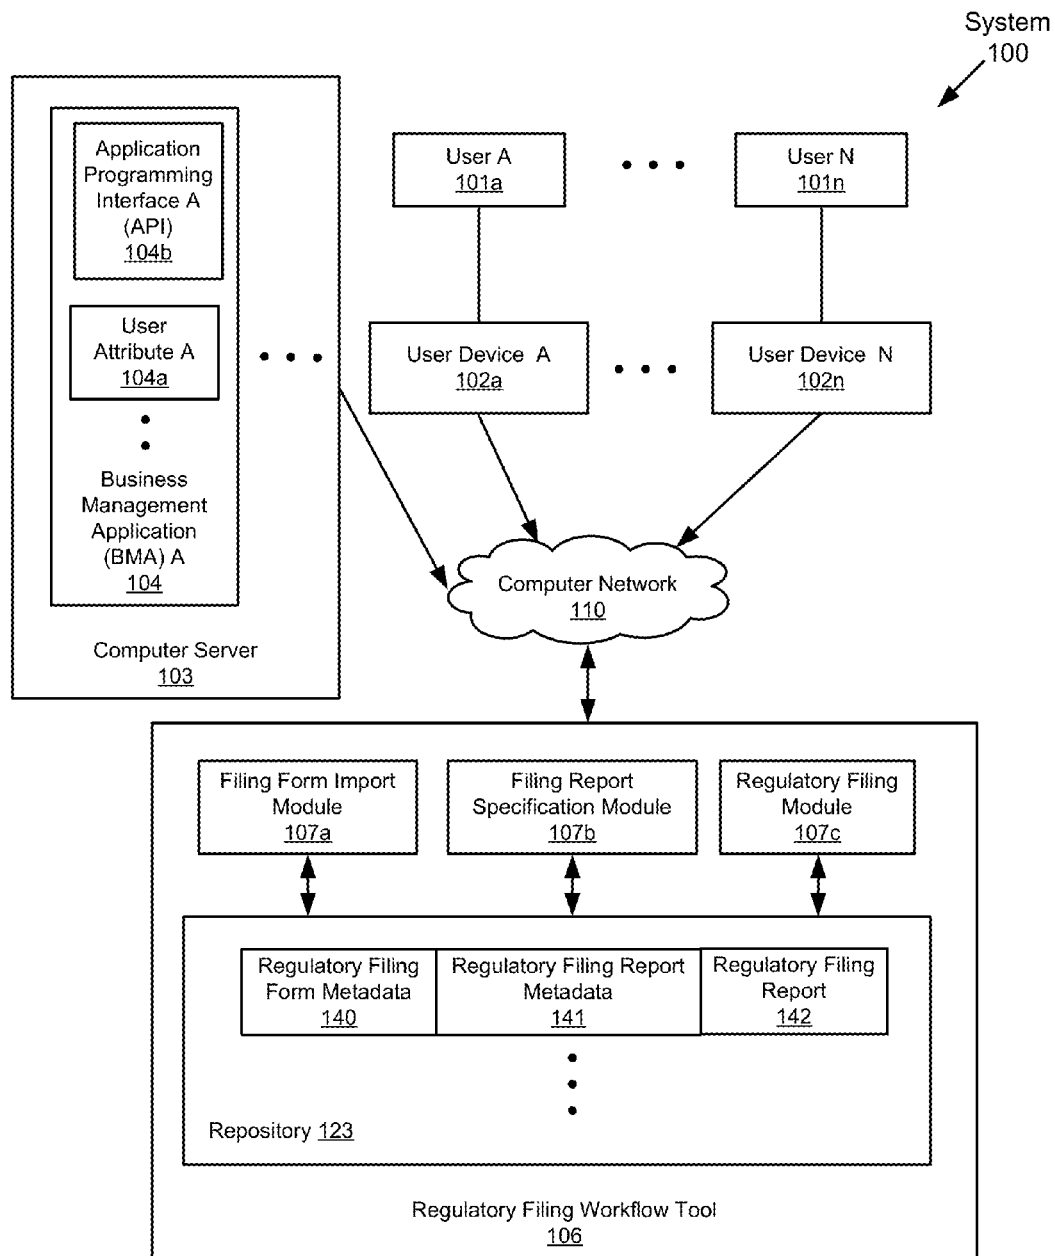 System
100
Application
Programming
Interface A
(API)
104b
User
Attribute A
104a
Business
Management
Application
(BMA) A
104
Computer Server
103
User A
101a
User N
101n
User Device A
102a
User Device N
102n
Computer Network
110
Filing Form Import
Module
107a
Filing Report
Specification Module
107b
Regulatory Filing
Module
107c
Regulatory Filing
Form Metadata
140
Regulatory Filing Report
Metadata
141
Regulatory Filing
Report
142
Repository 123
Regulatory Filing Workflow Tool
106